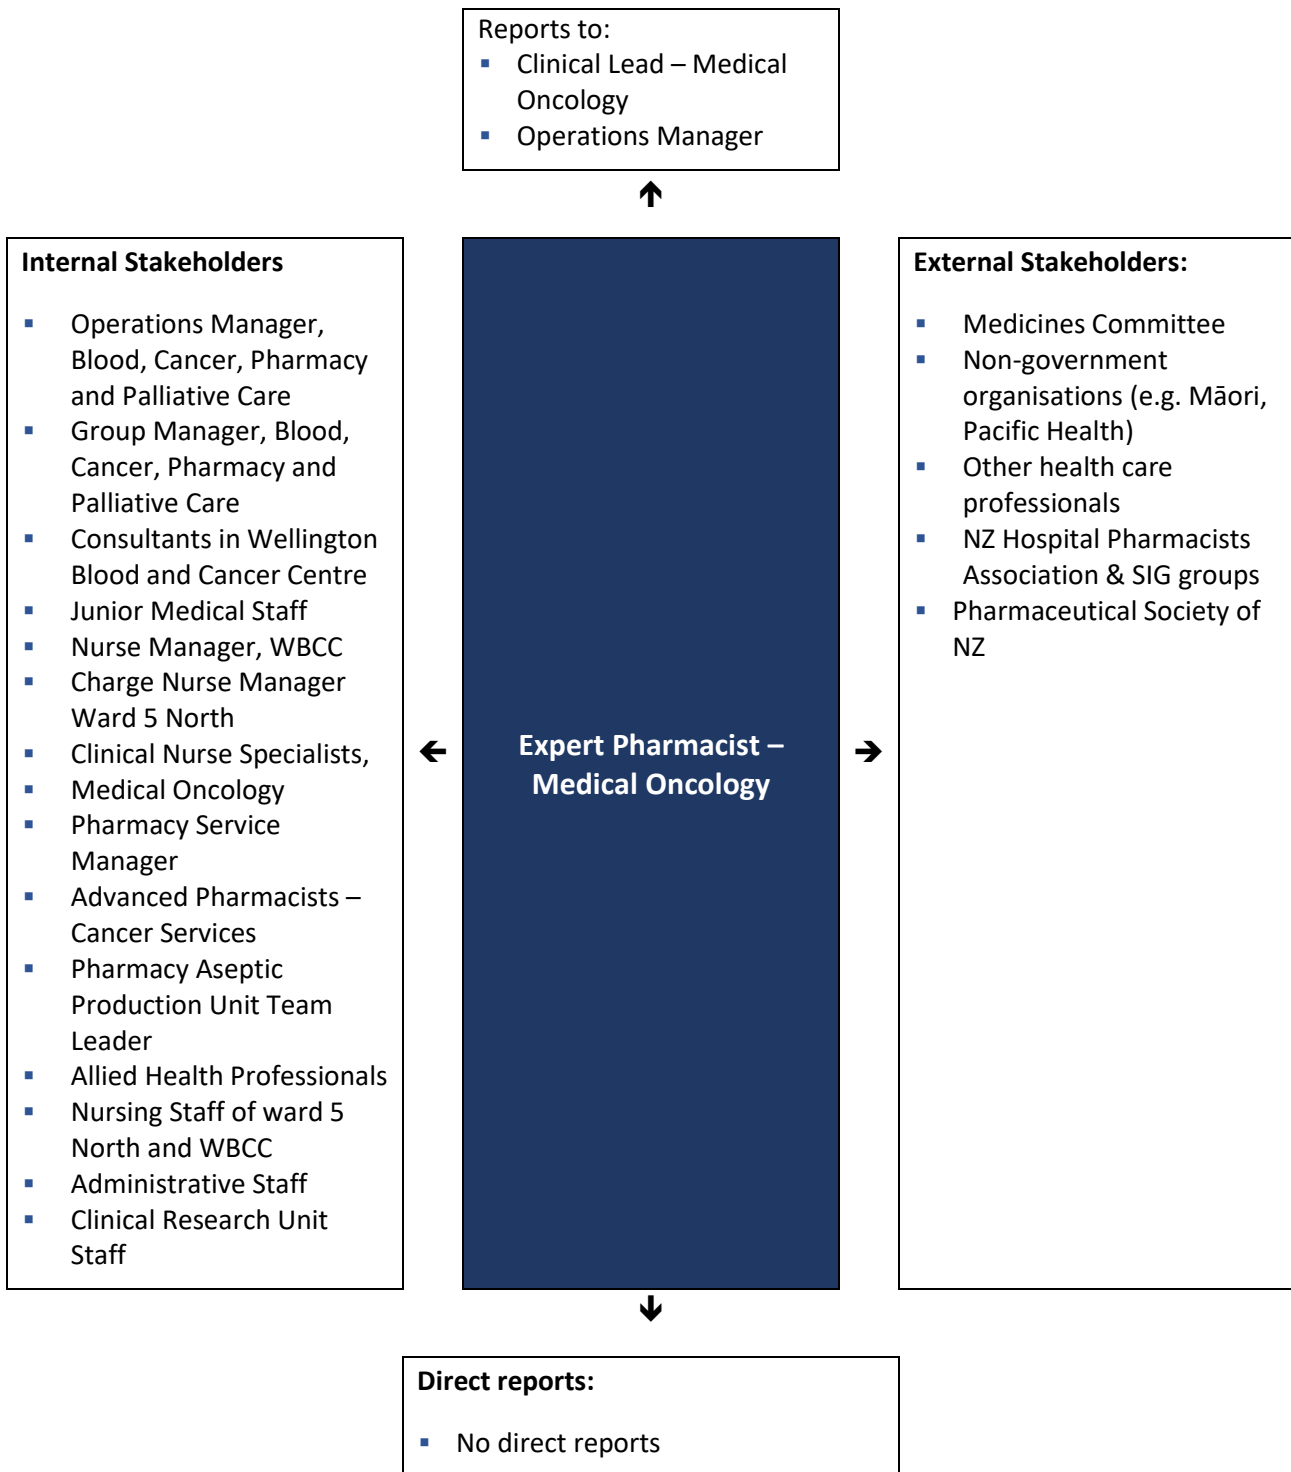 Reports to:
▪ Clinical Lead – Medical
Oncology
▪ Operations Manager
🡹
Internal Stakeholders
▪ Operations Manager,
Blood, Cancer, Pharmacy
and Palliative Care
▪ Group Manager, Blood,
Cancer, Pharmacy and
Palliative Care
▪ Consultants in Wellington
Blood and Cancer Centre
▪ Junior Medical Staff
▪ Nurse Manager, WBCC
▪ Charge Nurse Manager
Ward 5 North
▪ Clinical Nurse Specialists,
▪ Medical Oncology
▪ Pharmacy Service
Manager
▪ Advanced Pharmacists –
Cancer Services
▪ Pharmacy Aseptic
Production Unit Team
Leader
▪ Allied Health Professionals
▪ Nursing Staff of ward 5
North and WBCC
▪ Administrative Staff
▪ Clinical Research Unit
Staff
🡸
Expert Pharmacist –
Medical Oncology
🡺
External Stakeholders:
▪ Medicines Committee
▪ Non-government
organisations (e.g. Māori,
Pacific Health)
▪ Other health care
professionals
▪ NZ Hospital Pharmacists
Association & SIG groups
▪ Pharmaceutical Society of
NZ
🡻
Direct reports:
▪ No direct reports